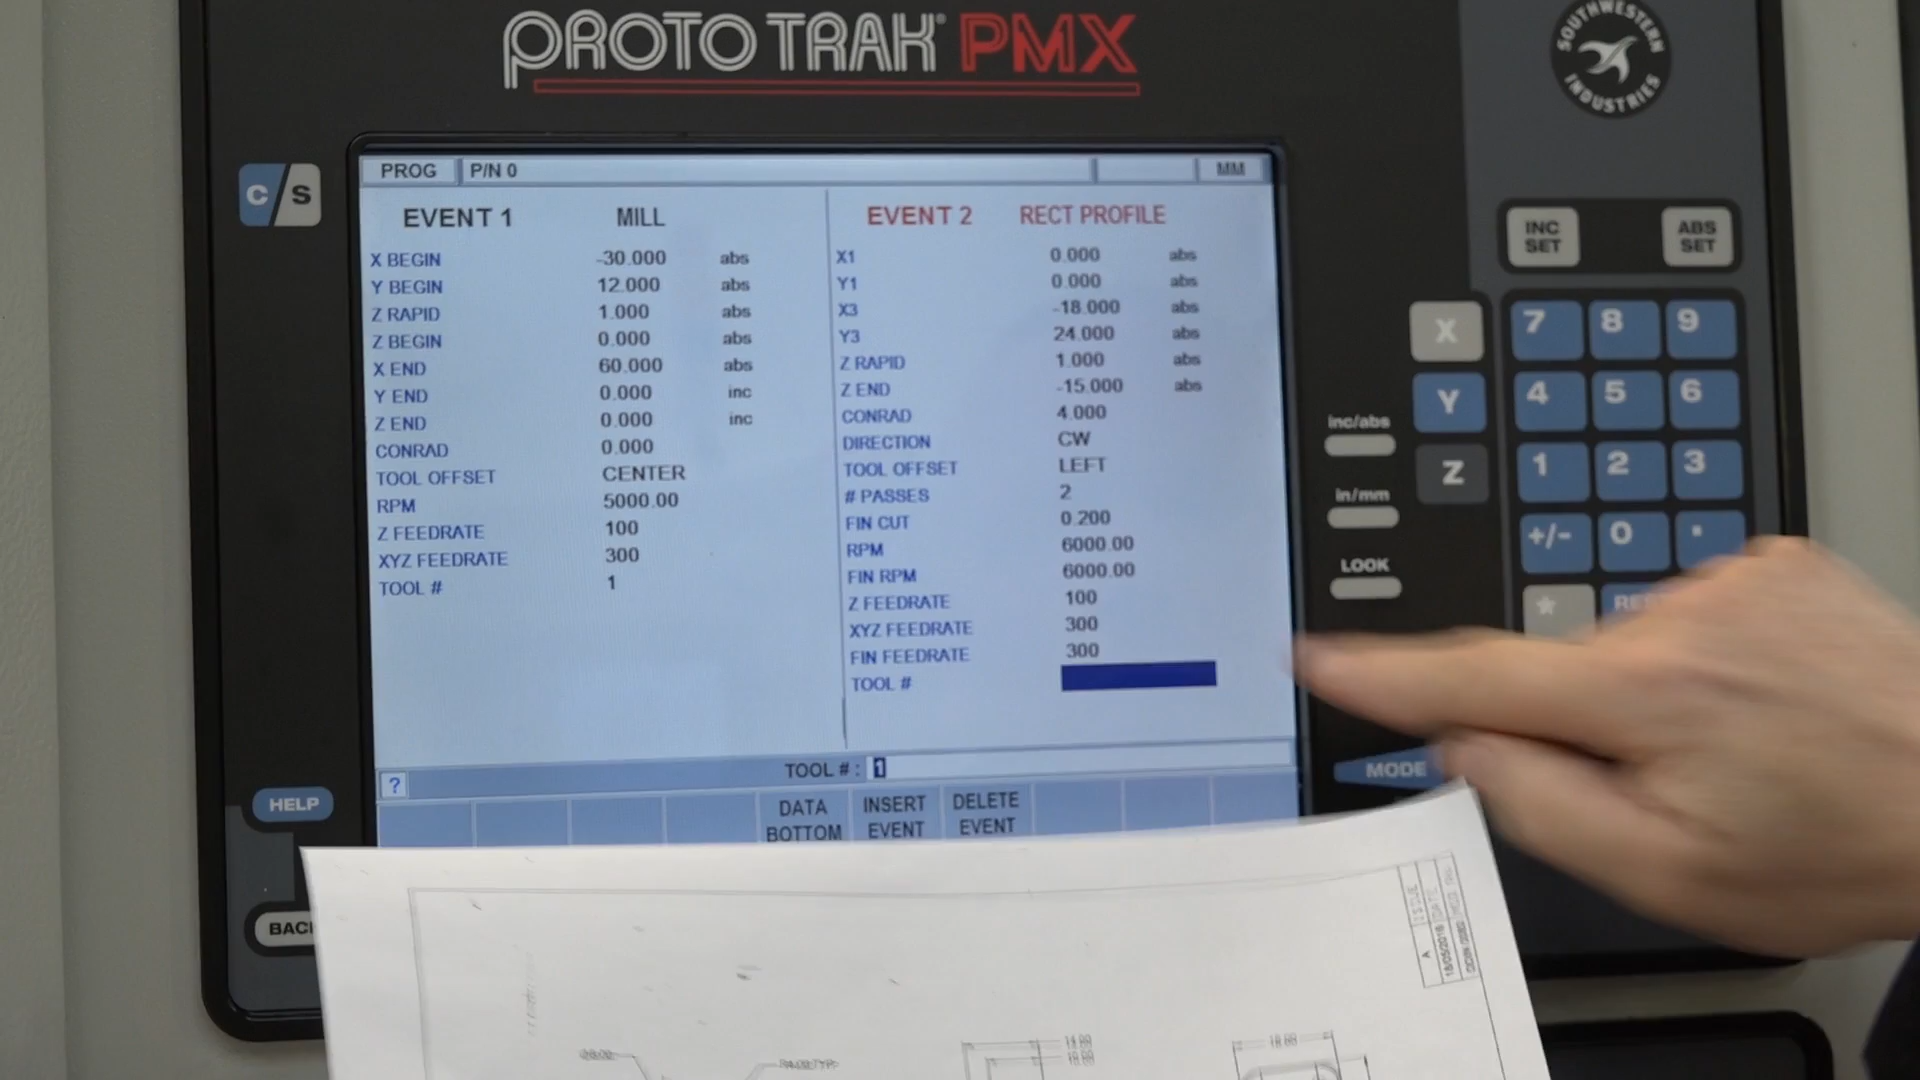 PROTO TRAK® PMX
SOUTHWESTERN
INDUSTRIES
C/S
PROG P/N 0 MM
EVENT 1 MILL
X BEGIN -30.000 abs
Y BEGIN 12.000 abs
Z RAPID 1.000 abs
Z BEGIN 0.000 abs
X END 60.000 abs
Y END 0.000 inc
Z END 0.000 inc
CONRAD 0.000
TOOL OFFSET CENTER
RPM 5000.00
Z FEEDRATE 100
XYZ FEEDRATE 300
TOOL # 1
EVENT 2 RECT PROFILE
X1 0.000 abs
Y1 0.000 abs
X3 -18.000 abs
Y3 24.000 abs
Z RAPID 1.000 abs
Z END -15.000 abs
CONRAD 4.000
DIRECTION CW
TOOL OFFSET LEFT
# PASSES 2
FIN CUT 0.200
RPM 6000.00
FIN RPM 6000.00
Z FEEDRATE 100
XYZ FEEDRATE 300
FIN FEEDRATE 300
TOOL #
? TOOL # : 1
DATA BOTTOM
INSERT EVENT
DELETE EVENT
INC SET
ABS SET
X
Y
Z
7 8 9
4 5 6
1 2 3
+/- 0 .
*
inc/abs
in/mm
LOOK
MODE
HELP
A
ISSUE
18/05/2016
DATE
18.00